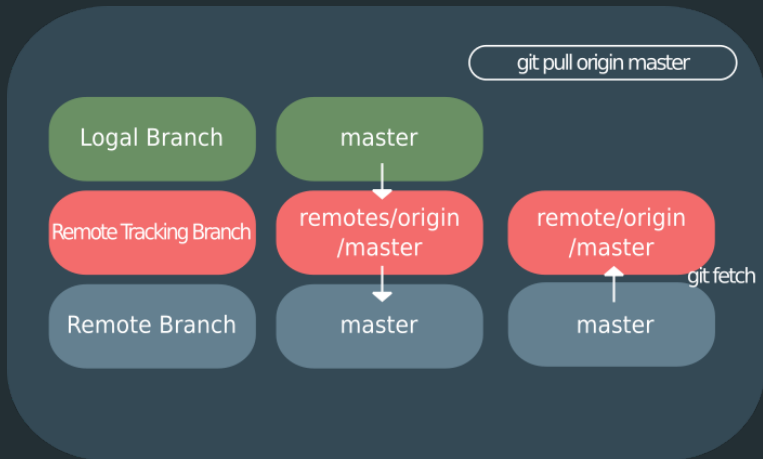 git pull origin master
Logal Branch
master
Remote Tracking Branch
remotes/origin
/master
remote/origin
/master
git fetch
Remote Branch
master
master